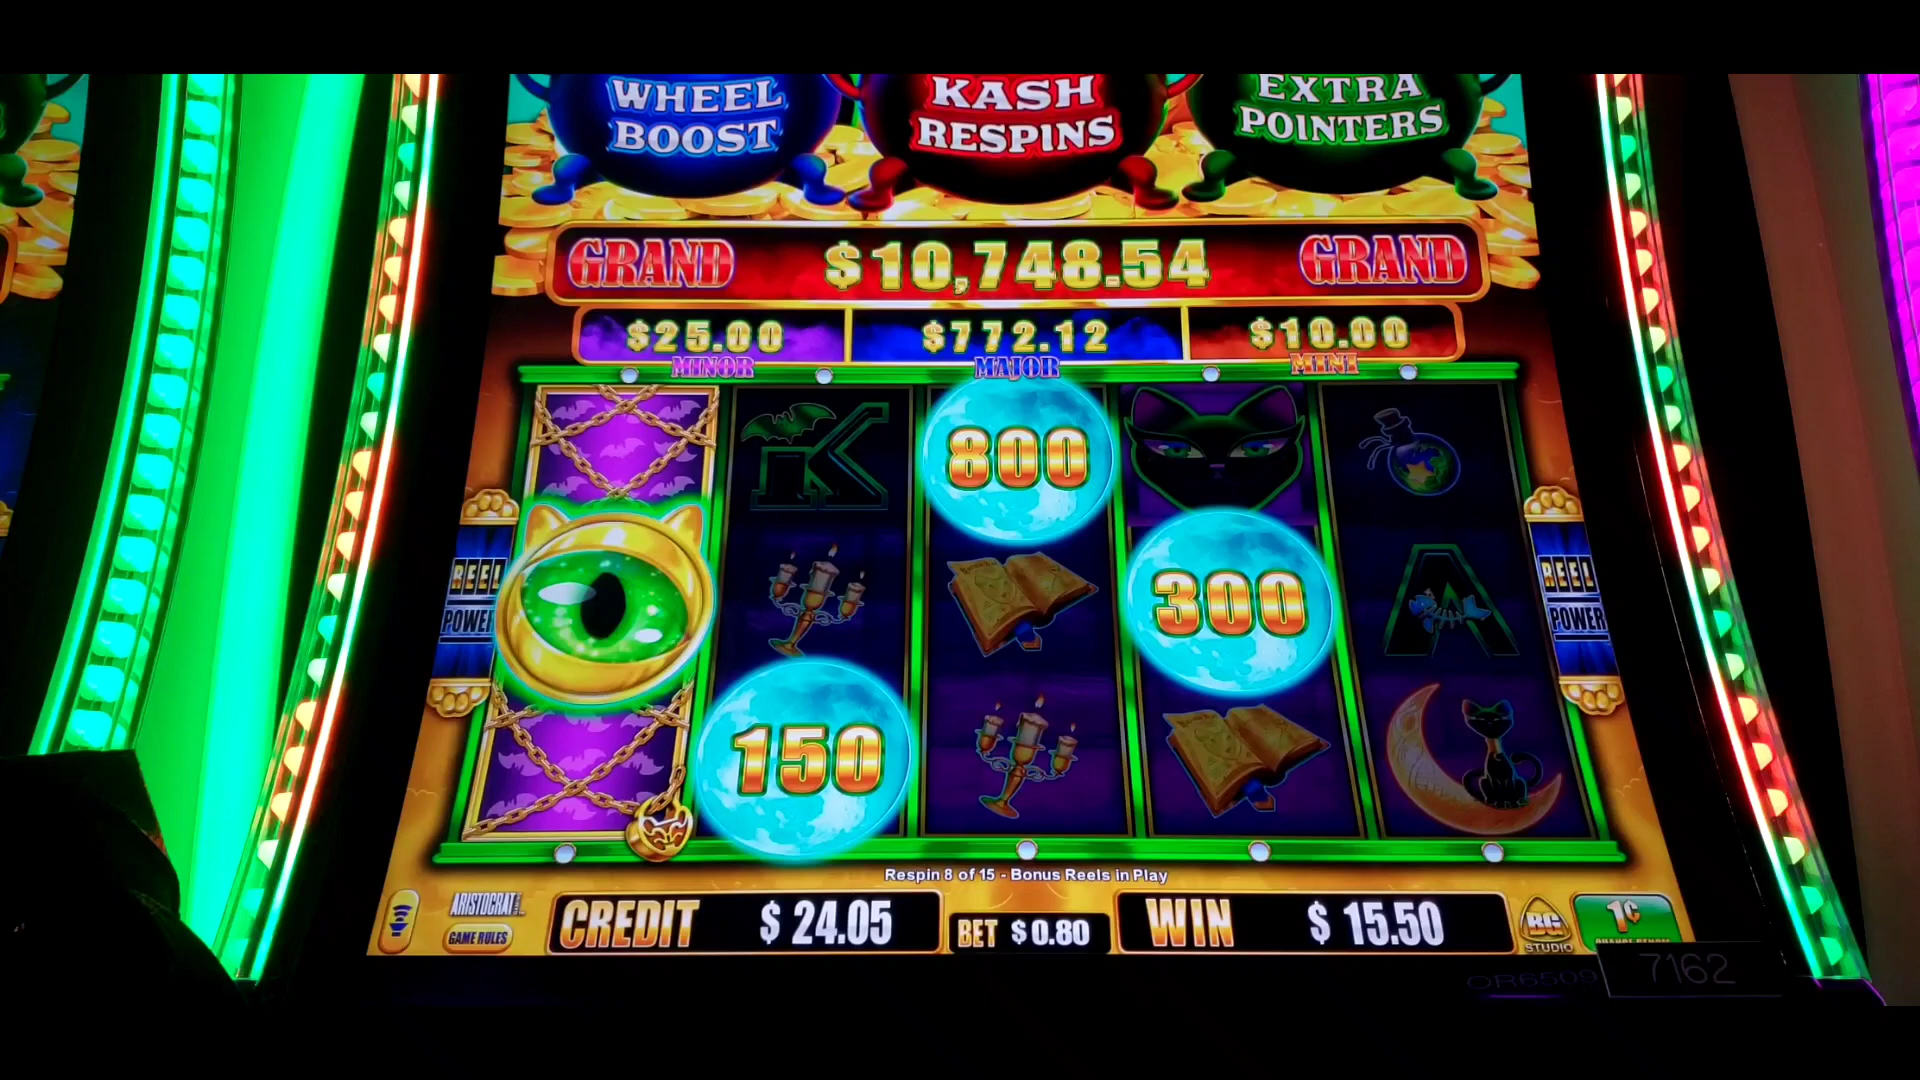 WHEEL
BOOST
KASH
RESPINS
EXTRA
POINTERS
GRAND $10,748.54 GRAND
$25.00 $772.12 $10.00
MINOR MAJOR MINI
K
800
REEL
POWER
300
A
REEL
POWER
150
Respin 8 of 15 - Bonus Reels in Play
ARISTOCRAT
GAME RULES
CREDIT $ 24.05
BET $ 0.80
WIN $ 15.50
BG
STUDIO
1¢
OR6509
7162